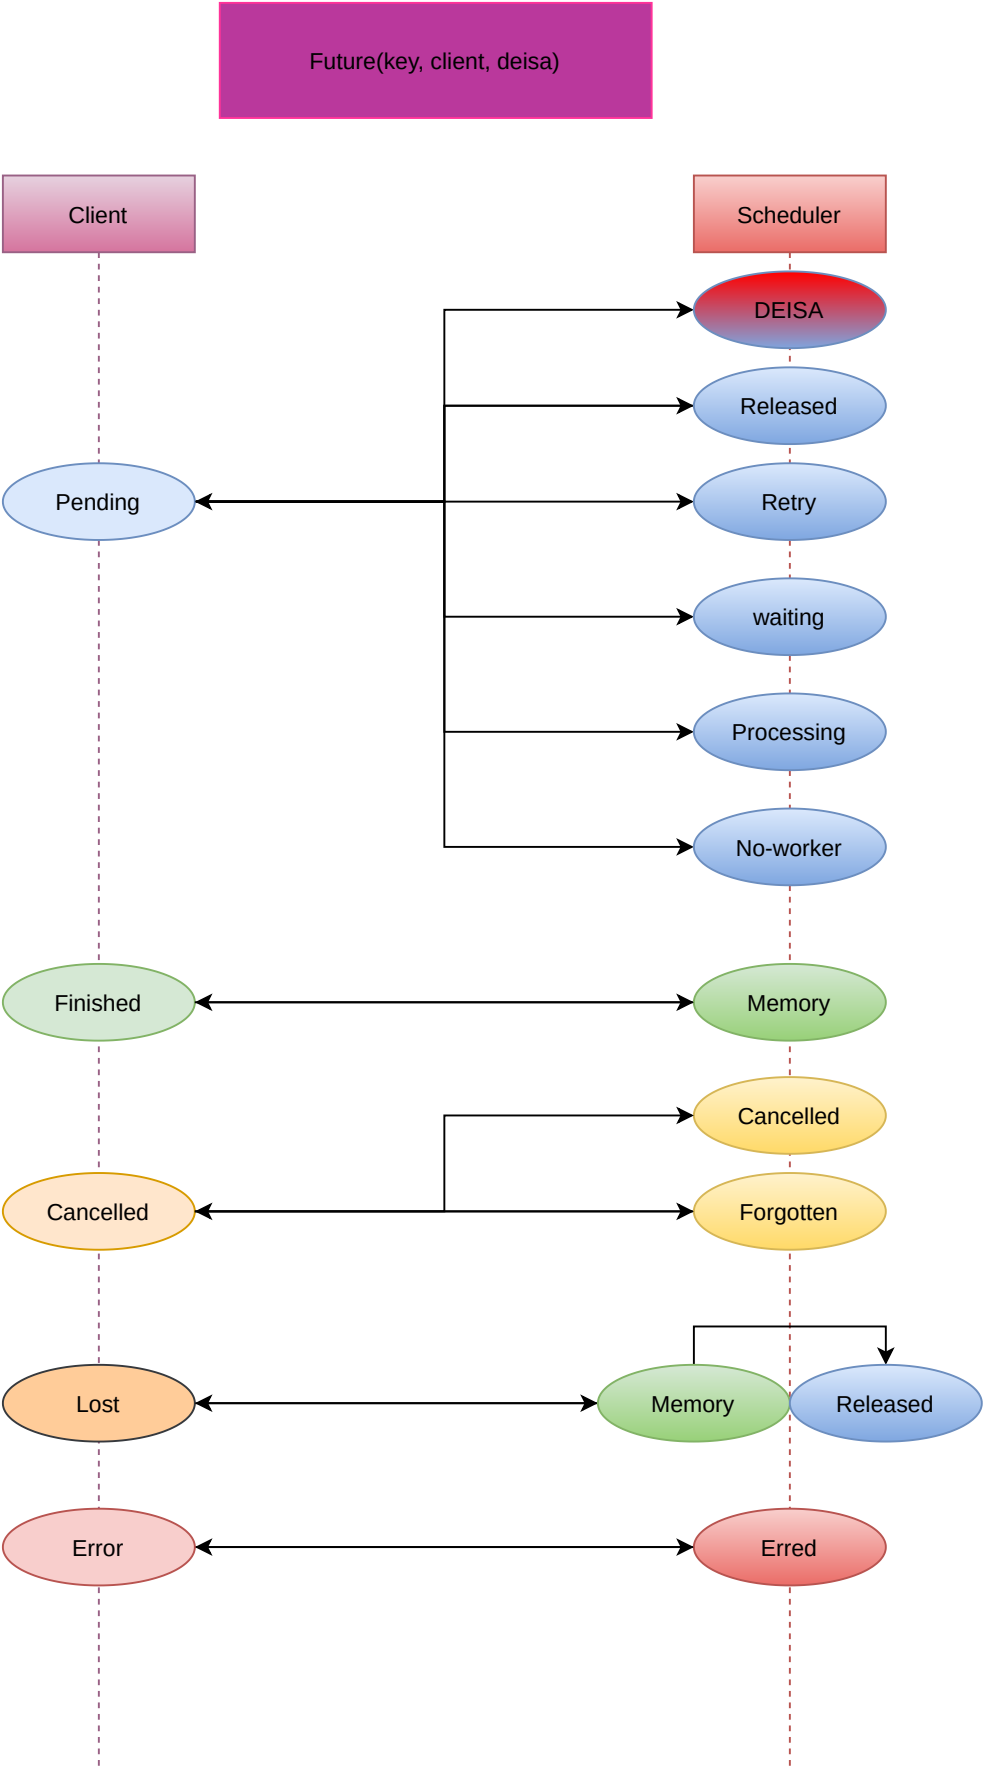 Future(key, client, deisa)
Client
Scheduler
DEISA
Released
Pending
Retry
waiting
Processing
No-worker
Finished
Memory
Cancelled
Cancelled
Forgotten
Lost
Memory
Released
Error
Erred